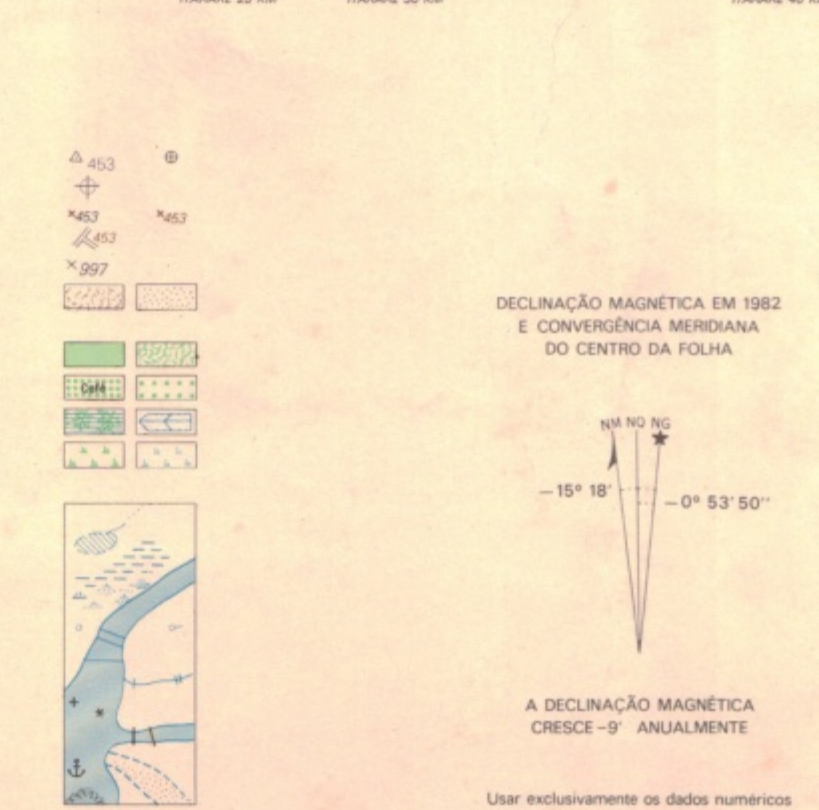 453
453
453
453
997
Café
DECLINAÇÃO MAGNÉTICA EM 1982
E CONVERGÊNCIA MERIDIANA
DO CENTRO DA FOLHA
NM NQ NG
–15° 18'
–0° 53' 50''
A DECLINAÇÃO MAGNÉTICA
CRESCE –9' ANUALMENTE
Usar exclusivamente os dados numéricos